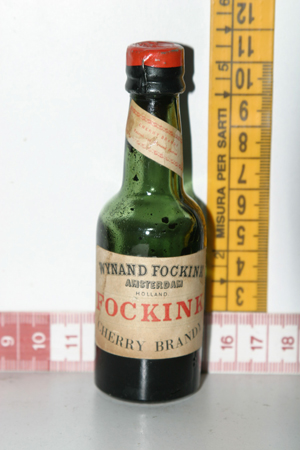 WYNAND FOCKINK
AMSTERDAM
HOLLAND
FOCKINK
CHERRY BRANDY
MISURA PER SARTI
12
11
10
9
8
7
6
5
4
3
9
10
11
16
17
18